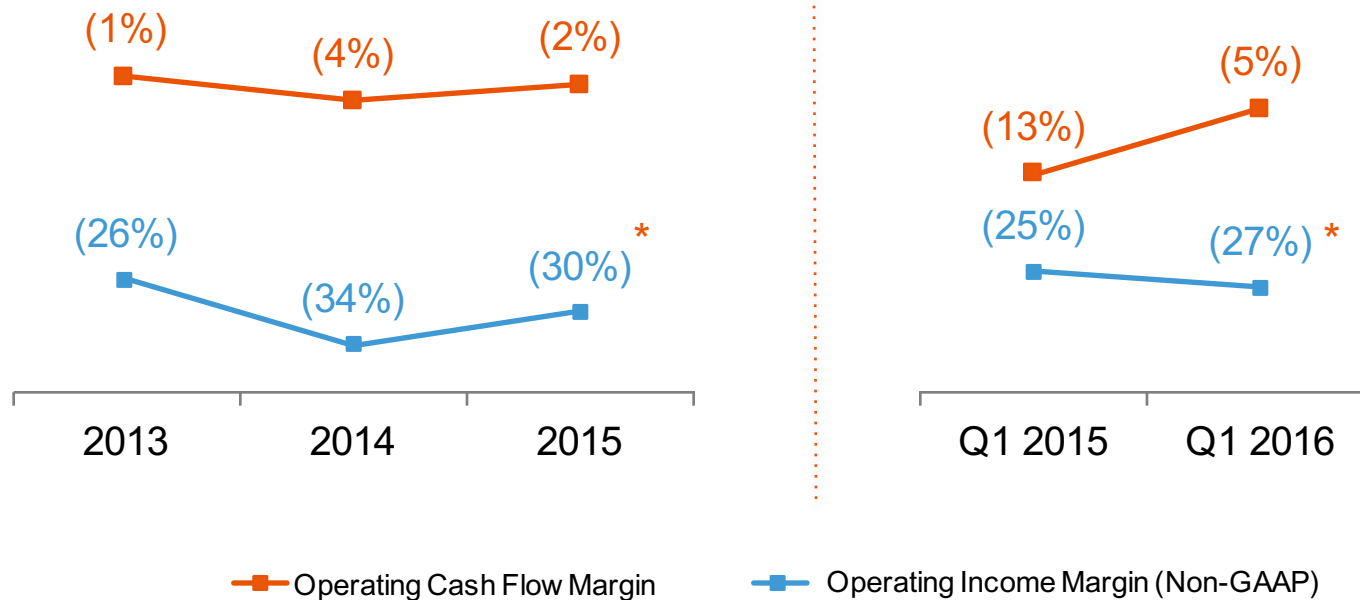 (1%) (4%) (2%)
(5%)
(13%)
(26%) (34%) (30%) *
(25%) (27%) *
2013 2014 2015 Q1 2015 Q1 2016
Operating Cash Flow Margin Operating Income Margin (Non-GAAP)